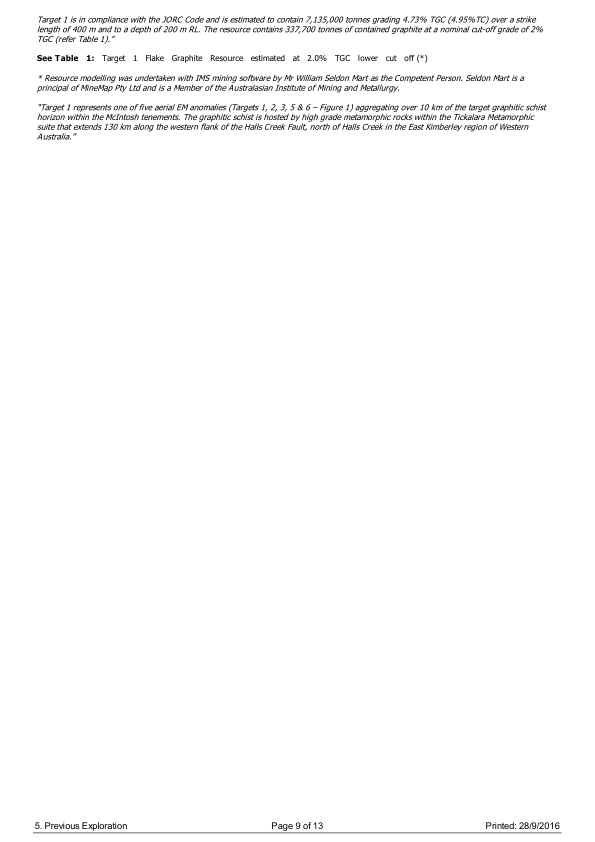 Target 1 is in compliance with the JORC Code and is estimated to contain 7,135,000 tonnes grading 4.73% TGC (4.95%TC) over a strike
length of 400 m and to a depth of 200 m RL. The resource contains 337,700 tonnes of contained graphite at a nominal cut-off grade of 2%
TGC (refer Table 1)."
See Table 1: Target 1 Flake Graphite Resource estimated at 2.0% TGC lower cut off (*)
* Resource modelling was undertaken with IMS mining software by Mr William Seldon Mart as the Competent Person. Seldon Mart is a
principal of MineMap Pty Ltd and is a Member of the Australasian Institute of Mining and Metallurgy.
"Target 1 represents one of five aerial EM anomalies (Targets 1, 2, 3, 5 & 6 – Figure 1) aggregating over 10 km of the target graphitic schist
horizon within the McIntosh tenements. The graphitic schist is hosted by high grade metamorphic rocks within the Tickalara Metamorphic
suite that extends 130 km along the western flank of the Halls Creek Fault, north of Halls Creek in the East Kimberley region of Western
Australia."
5. Previous Exploration Page 9 of 13 Printed: 28/9/2016